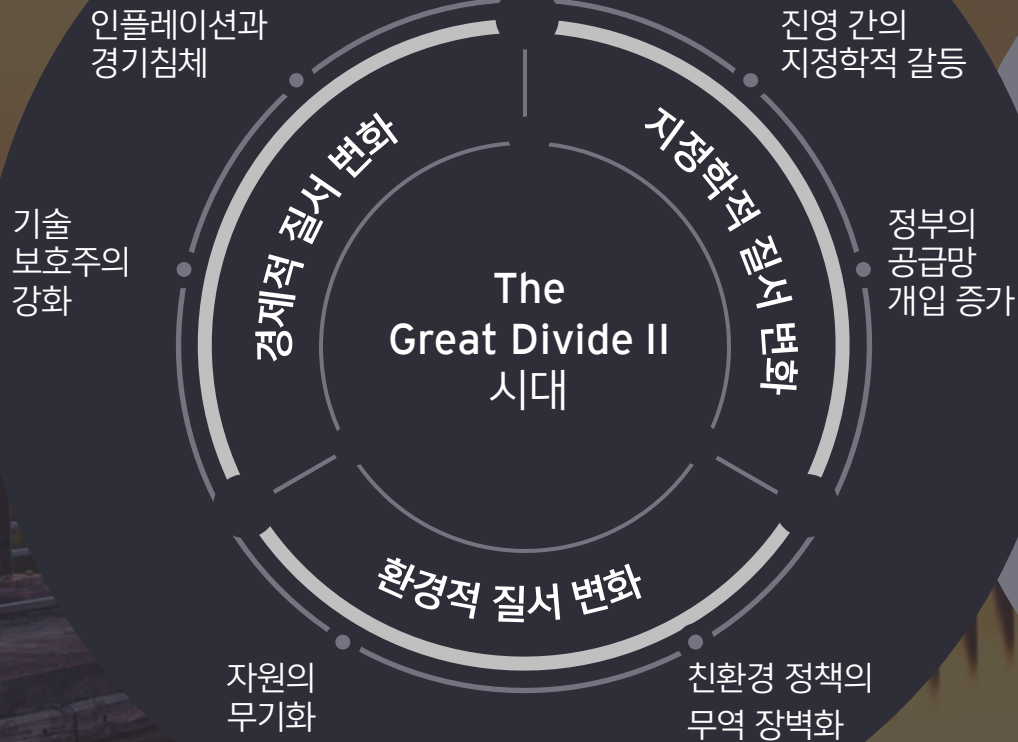 인플레이션과
경기침체
진영 간의
지정학적 갈등
경제적 질서 변화
지정학적 질서 변화
기술
보호주의
강화
정부의
공급망
개입 증가
The
Great Divide II
시대
환경적 질서 변화
자원의
무기화
친환경 정책의
무역 장벽화